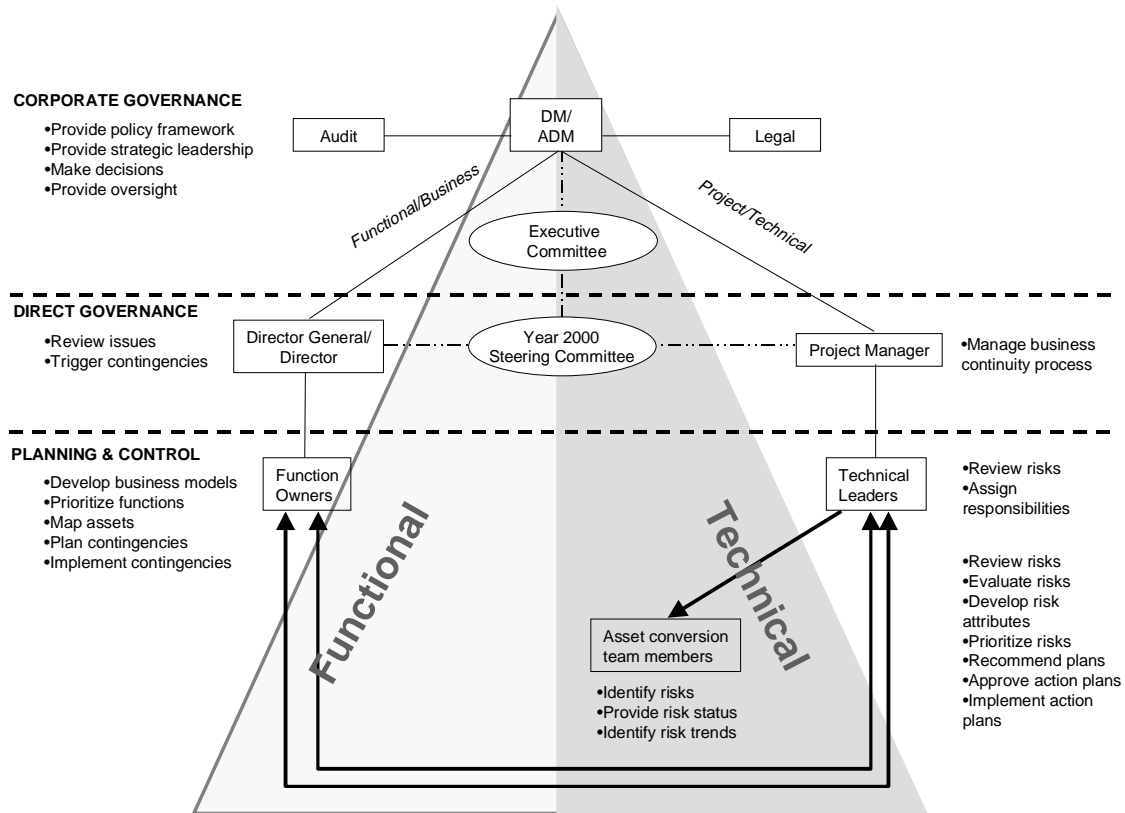 CORPORATE GOVERNANCE
•Provide policy framework
•Provide strategic leadership
•Make decisions
•Provide oversight
Audit
DM/
ADM
Legal
Functional/Business
Project/Technical
Executive
Committee
DIRECT GOVERNANCE
•Review issues
•Trigger contingencies
Director General/
Director
Year 2000
Steering Committee
Project Manager
•Manage business
continuity process
PLANNING & CONTROL
•Develop business models
•Prioritize functions
•Map assets
•Plan contingencies
•Implement contingencies
Function
Owners
Technical
Leaders
•Review risks
•Assign
responsibilities
Functional
Technical
•Review risks
•Evaluate risks
•Develop risk
attributes
•Prioritize risks
•Recommend plans
•Approve action plans
•Implement action
plans
Asset conversion
team members
•Identify risks
•Provide risk status
•Identify risk trends